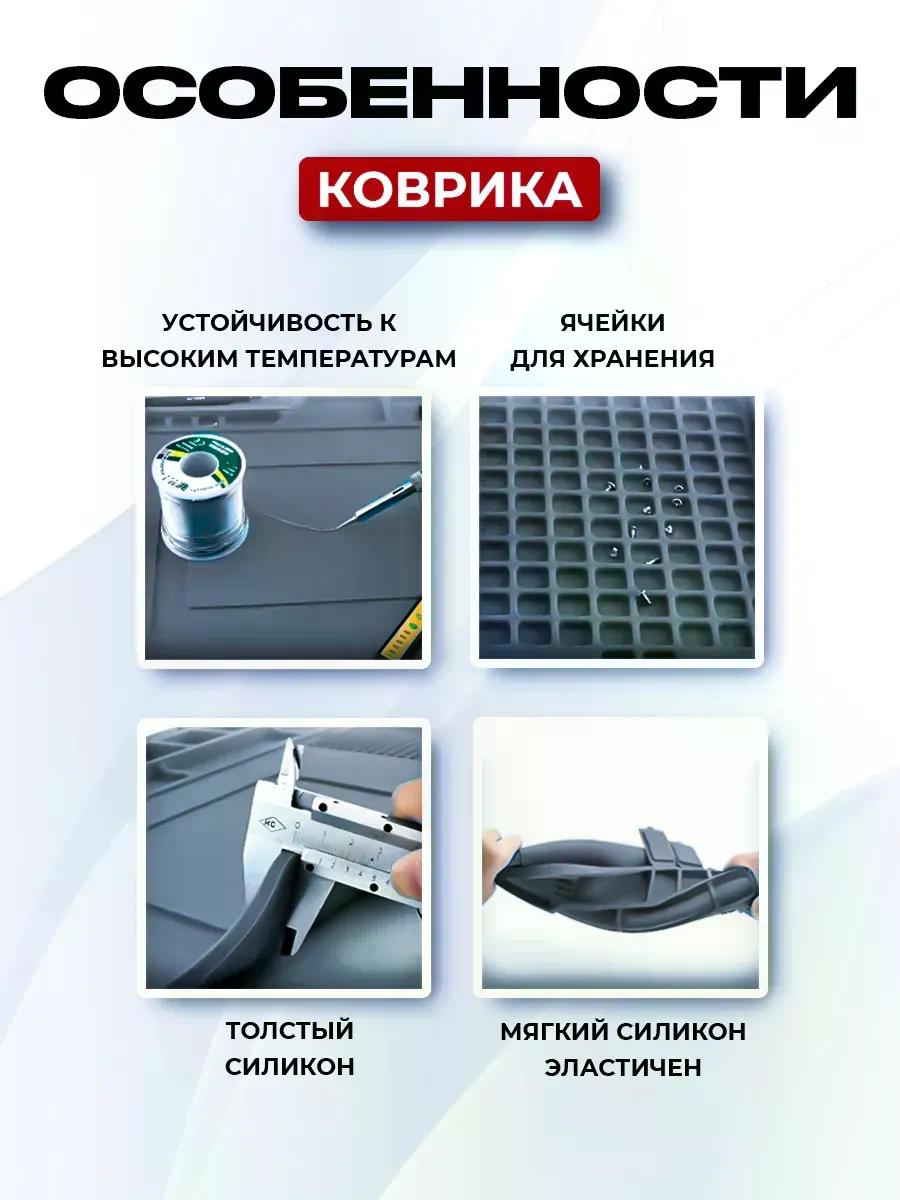 ОСОБЕННОСТИ
КОВРИКА
УСТОЙЧИВОСТЬ К
ВЫСОКИМ ТЕМПЕРАТУРАМ
ЯЧЕЙКИ
ДЛЯ ХРАНЕНИЯ
ТОЛСТЫЙ
СИЛИКОН
МЯГКИЙ СИЛИКОН
ЭЛАСТИЧЕН